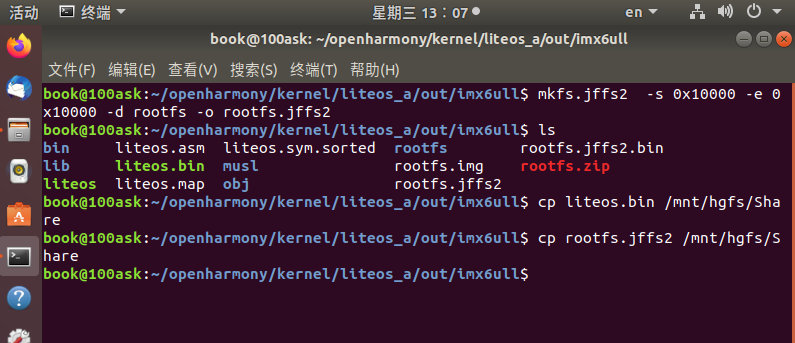 活动 终端 星期三 13：07 en
book@100ask: ~/openharmony/kernel/liteos_a/out/imx6ull
文件(F) 编辑(E) 查看(V) 搜索(S) 终端(T) 帮助(H)
book@100ask:~/openharmony/kernel/liteos_a/out/imx6ull$ mkfs.jffs2  -s 0x10000 -e 0
x10000 -d rootfs -o rootfs.jffs2
book@100ask:~/openharmony/kernel/liteos_a/out/imx6ull$ ls
bin     liteos.asm  liteos.sym.sorted  rootfs        rootfs.jffs2.bin
lib     liteos.bin  musl               rootfs.img    rootfs.zip
liteos  liteos.map  obj                rootfs.jffs2
book@100ask:~/openharmony/kernel/liteos_a/out/imx6ull$ cp liteos.bin /mnt/hgfs/Sha
re
book@100ask:~/openharmony/kernel/liteos_a/out/imx6ull$ cp rootfs.jffs2 /mnt/hgfs/S
hare
book@100ask:~/openharmony/kernel/liteos_a/out/imx6ull$